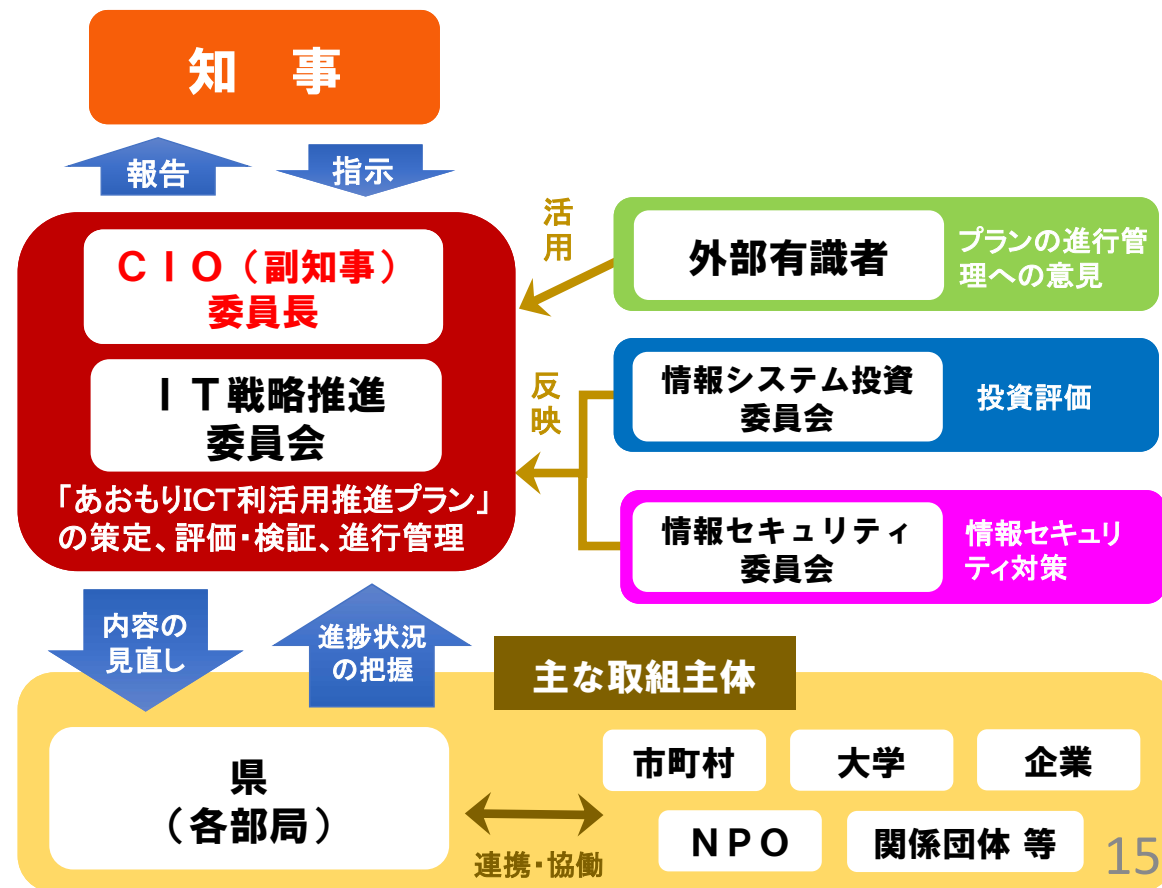 知　事
報告
指示
ＣＩＯ（副知事）
委員長
ＩＴ戦略推進
委員会
「あおもりICT利活用推進プラン」
の策定、評価・検証、進行管理
活
用
外部有識者
プランの進行管
理への意見
反
映
情報システム投資
委員会
投資評価
情報セキュリティ
委員会
情報セキュリ
ティ対策
内容の
見直し
進捗状況
の把握
主な取組主体
県
（各部局）
連携・協働
市町村
大学
企業
ＮＰＯ
関係団体 等
15